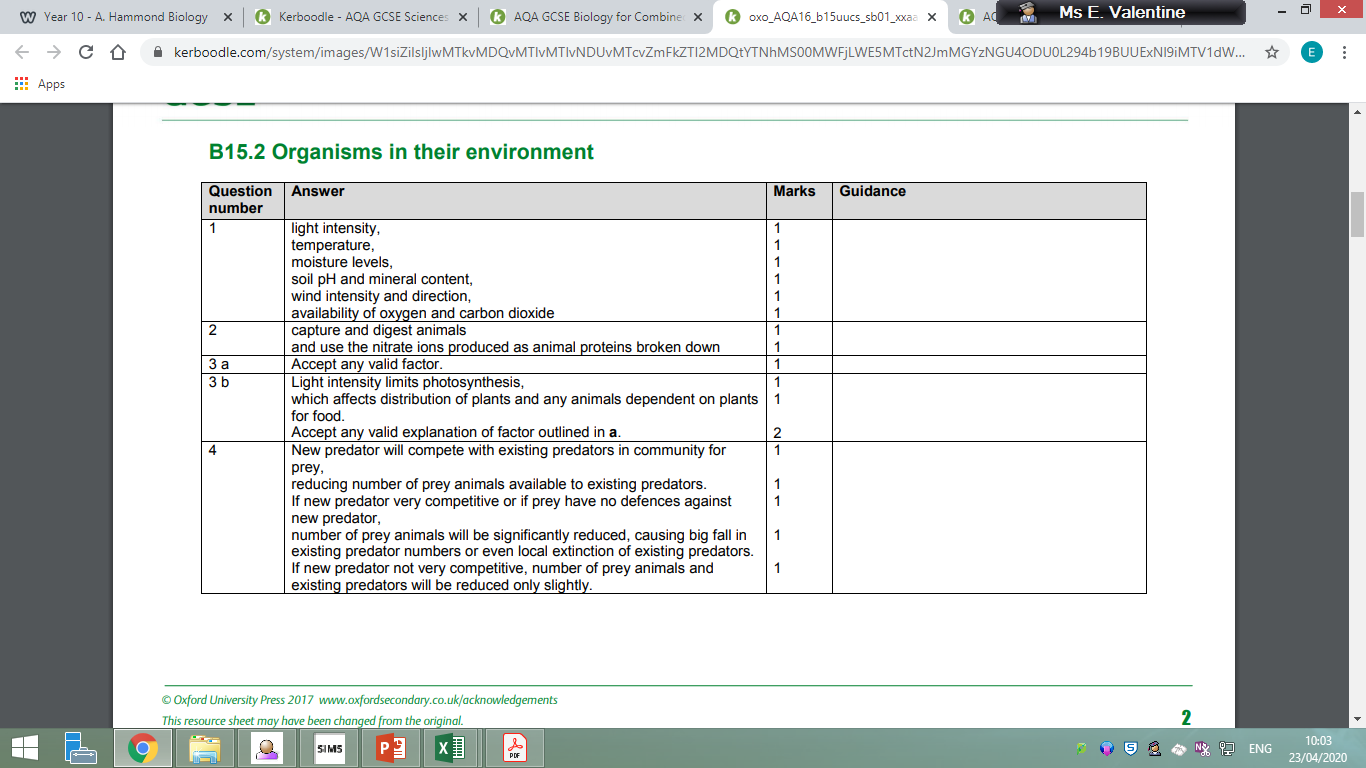 Year 10 - A. Hammond Biology
Kerboodle - AQA GCSE Sciences
AQA GCSE Biology for Combine
oxo_AQA16_b15uucs_sb01_xxaa
Ms E. Valentine
Apps
B15.2 Organisms in their environment
Question number Answer Marks Guidance
1 light intensity, 1
temperature, 1
moisture levels, 1
soil pH and mineral content, 1
wind intensity and direction, 1
availability of oxygen and carbon dioxide 1
2 capture and digest animals 1
and use the nitrate ions produced as animal proteins broken down 1
3 a Accept any valid factor. 1
3 b Light intensity limits photosynthesis, 1
which affects distribution of plants and any animals dependent on plants 1
for food.
Accept any valid explanation of factor outlined in a. 2
4 New predator will compete with existing predators in community for 1
prey,
reducing number of prey animals available to existing predators. 1
If new predator very competitive or if prey have no defences against 1
new predator,
number of prey animals will be significantly reduced, causing big fall in 1
existing predator numbers or even local extinction of existing predators.
If new predator not very competitive, number of prey animals and 1
existing predators will be reduced only slightly.
© Oxford University Press 2017 www.oxfordsecondary.co.uk/acknowledgements
This resource sheet may have been changed from the original.
2
SIMS
PDF
ENG
10:03
23/04/2020